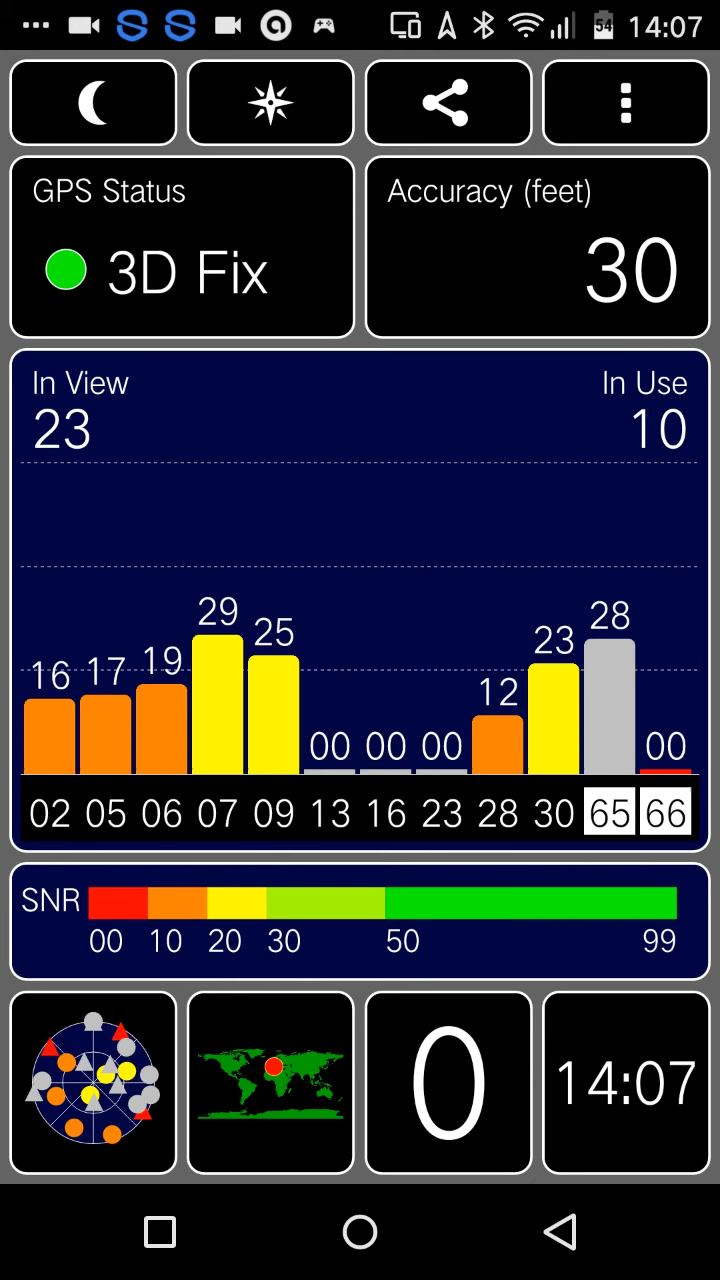 54 14:07
GPS Status
3D Fix
Accuracy (feet)
30
In View
23
In Use
10
16 17 19 29 25 00 00 00 12 23 28 00
02 05 06 07 09 13 16 23 28 30 65 66
SNR
00 10 20 30 50 99
0
14:07